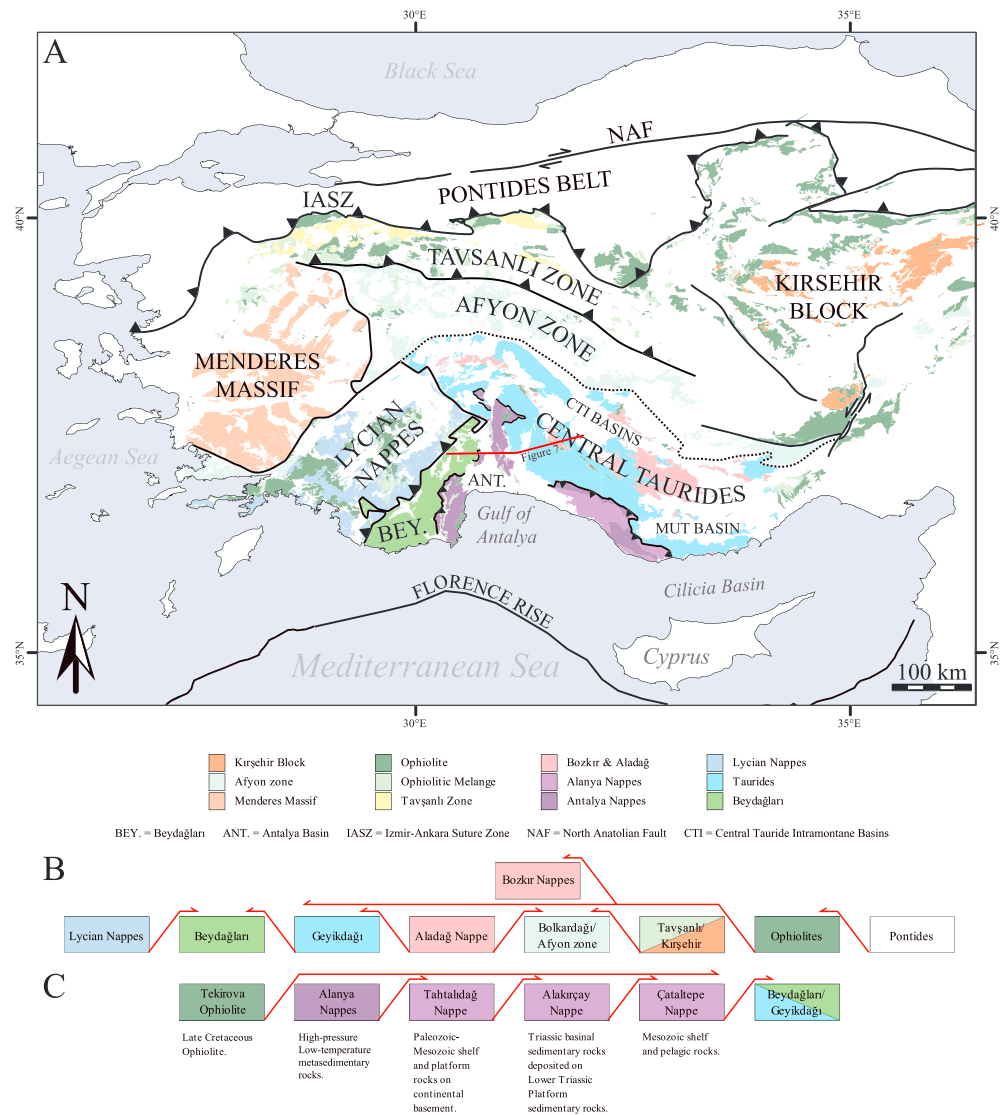 30°E
35°E
A
Black Sea
NAF
PONTIDES BELT
IASZ
40°N
40°N
TAVSANLI ZONE
KIRSEHIR
BLOCK
AFYON ZONE
MENDERES
MASSIF
CTI BASINS
LYCIAN
NAPPES
CENTRAL TAURIDES
Aegean Sea
Figure 7
ANT.
Gulf of
Antalya
BEY.
MUT BASIN
FLORENCE RISE
Cilicia Basin
N
35°N
35°N
Mediterranean Sea
Cyprus
100 km
30°E
35°E
Kırşehir Block
Ophiolite
Bozkır & Aladağ
Lycian Nappes
Afyon zone
Ophiolitic Melange
Alanya Nappes
Taurides
Menderes Massif
Tavşanlı Zone
Antalya Nappes
Beydağları
BEY. = Beydağları ANT. = Antalya Basin IASZ = Izmir-Ankara Suture Zone NAF = North Anatolian Fault CTI = Central Tauride Intramontane Basins
B
Bozkır Nappes
Lycian Nappes
Beydağları
Geyikdağı
Aladağ Nappe
Bolkardağı/
Afyon zone
Tavşanlı/
Kırşehir
Ophiolites
Pontides
C
Tekirova
Ophiolite
Alanya
Nappes
Tahtalıdağ
Nappe
Alakırçay
Nappe
Çataltepe
Nappe
Beydağları/
Geyikdağı
Late Cretaceous
Ophiolite.
High-pressure
Low-temperature
metasedimentary
rocks.
Paleozoic-
Mesozoic shelf
and platform
rocks on
continental
basement.
Triassic basinal
sedimentary rocks
deposited on
Lower Triassic
Platform
sedimentary rocks.
Mesozoic shelf
and pelagic rocks.